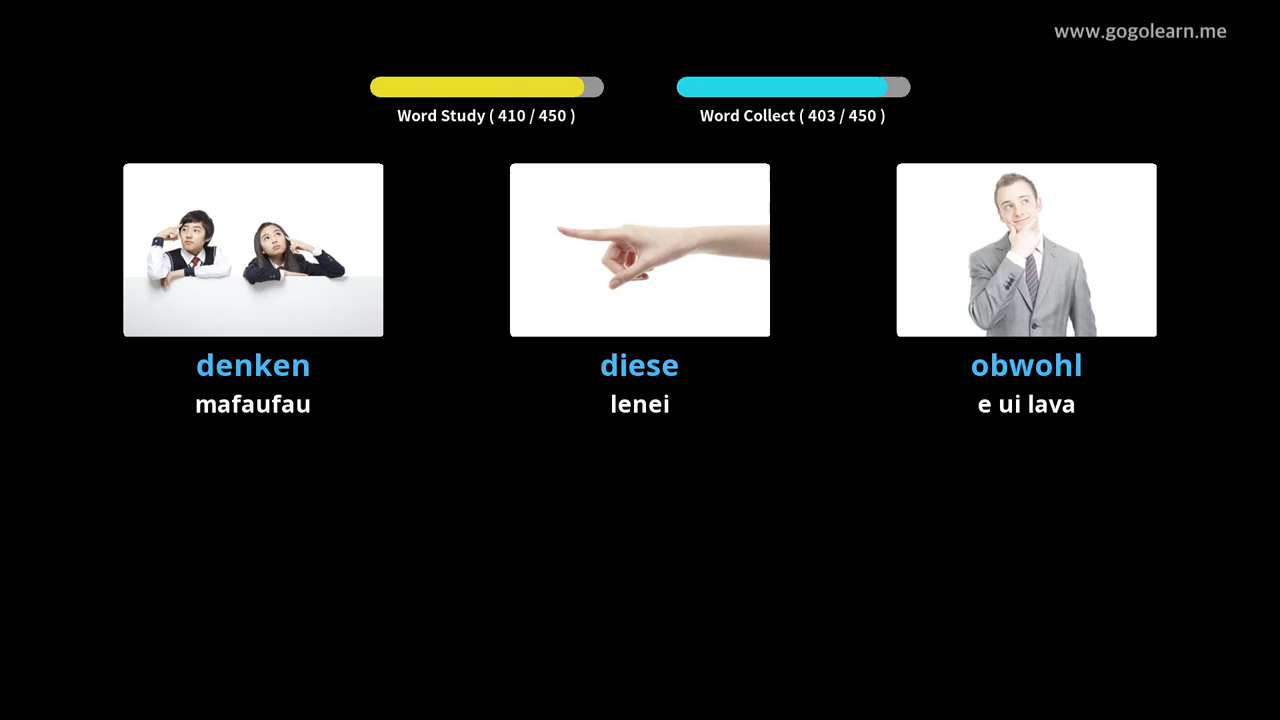 www.gogolearn.me
Word Study ( 410 / 450 )
Word Collect ( 403 / 450 )
denken
mafaufau
diese
lenei
obwohl
e ui lava